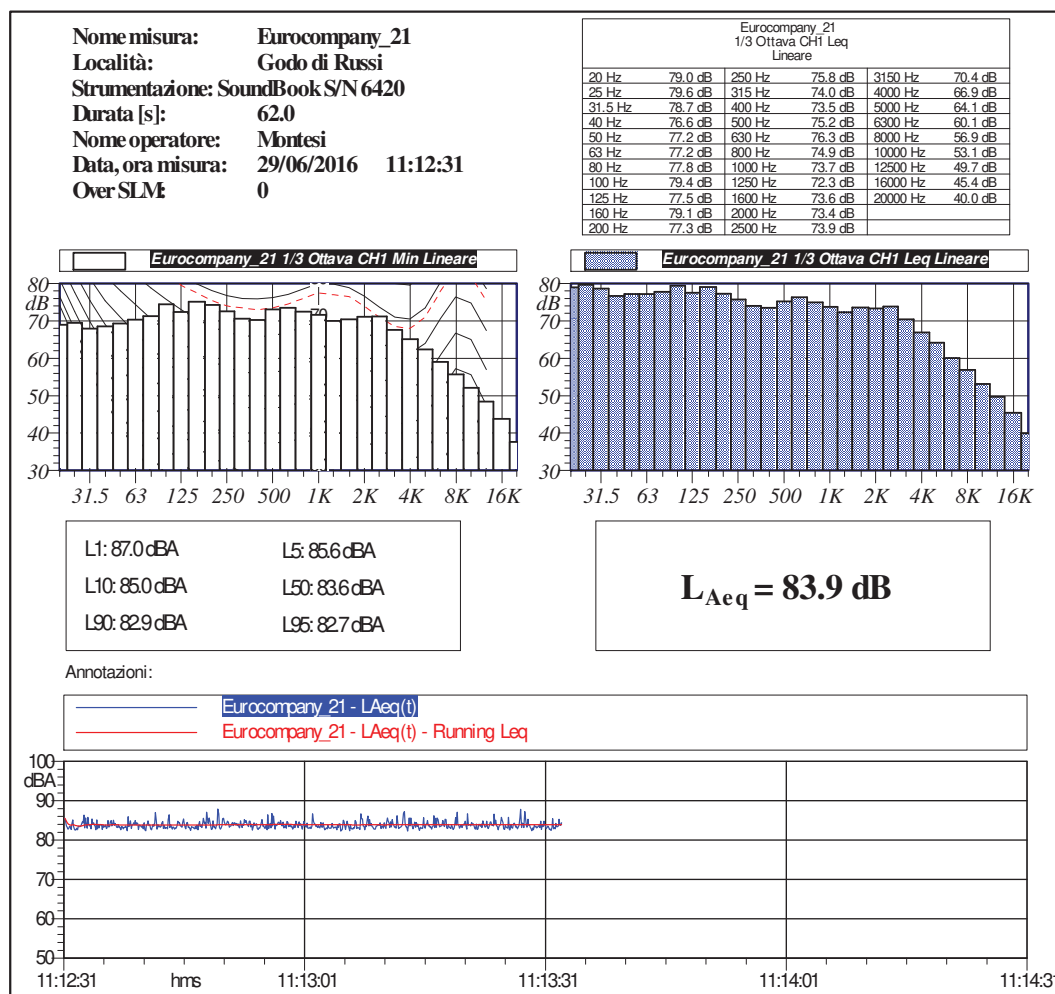 Nome misura: Eurocompany_21
Località: Godo di Russi
Strumentazione: SoundBook S/N 6420
Durata [s]: 62.0
Nome operatore: Montesi
Data, ora misura: 29/06/2016 11:12:31
Over SLM: 0
Eurocompany_21
1/3 Ottava CH1 Leq
Lineare
20 Hz 79.0 dB 250 Hz 75.8 dB 3150 Hz 70.4 dB
25 Hz 79.6 dB 315 Hz 74.0 dB 4000 Hz 66.9 dB
31.5 Hz 78.7 dB 400 Hz 73.5 dB 5000 Hz 64.1 dB
40 Hz 76.6 dB 500 Hz 75.2 dB 6300 Hz 60.1 dB
50 Hz 77.2 dB 630 Hz 76.3 dB 8000 Hz 56.9 dB
63 Hz 77.2 dB 800 Hz 74.9 dB 10000 Hz 53.1 dB
80 Hz 77.8 dB 1000 Hz 73.7 dB 12500 Hz 49.7 dB
100 Hz 79.4 dB 1250 Hz 72.3 dB 16000 Hz 45.4 dB
125 Hz 77.5 dB 1600 Hz 73.6 dB 20000 Hz 40.0 dB
160 Hz 79.1 dB 2000 Hz 73.4 dB
200 Hz 77.3 dB 2500 Hz 73.9 dB
Eurocompany_21 1/3 Ottava CH1 Min Lineare
80
dB
70
60
50
40
30
70
31.5 63 125 250 500 1K 2K 4K 8K 16K
Eurocompany_21 1/3 Ottava CH1 Leq Lineare
80
dB
70
60
50
40
30
31.5 63 125 250 500 1K 2K 4K 8K 16K
L1: 87.0 dBA L5: 85.6 dBA
L10: 85.0 dBA L50: 83.6 dBA
L90: 82.9 dBA L95: 82.7 dBA
LAeq = 83.9 dB
Annotazioni:
Eurocompany_21 - LAeq(t)
Eurocompany_21 - LAeq(t) - Running Leq
100
dBA
90
80
70
60
50
11:12:31 hms 11:13:01 11:13:31 11:14:01 11:14:31